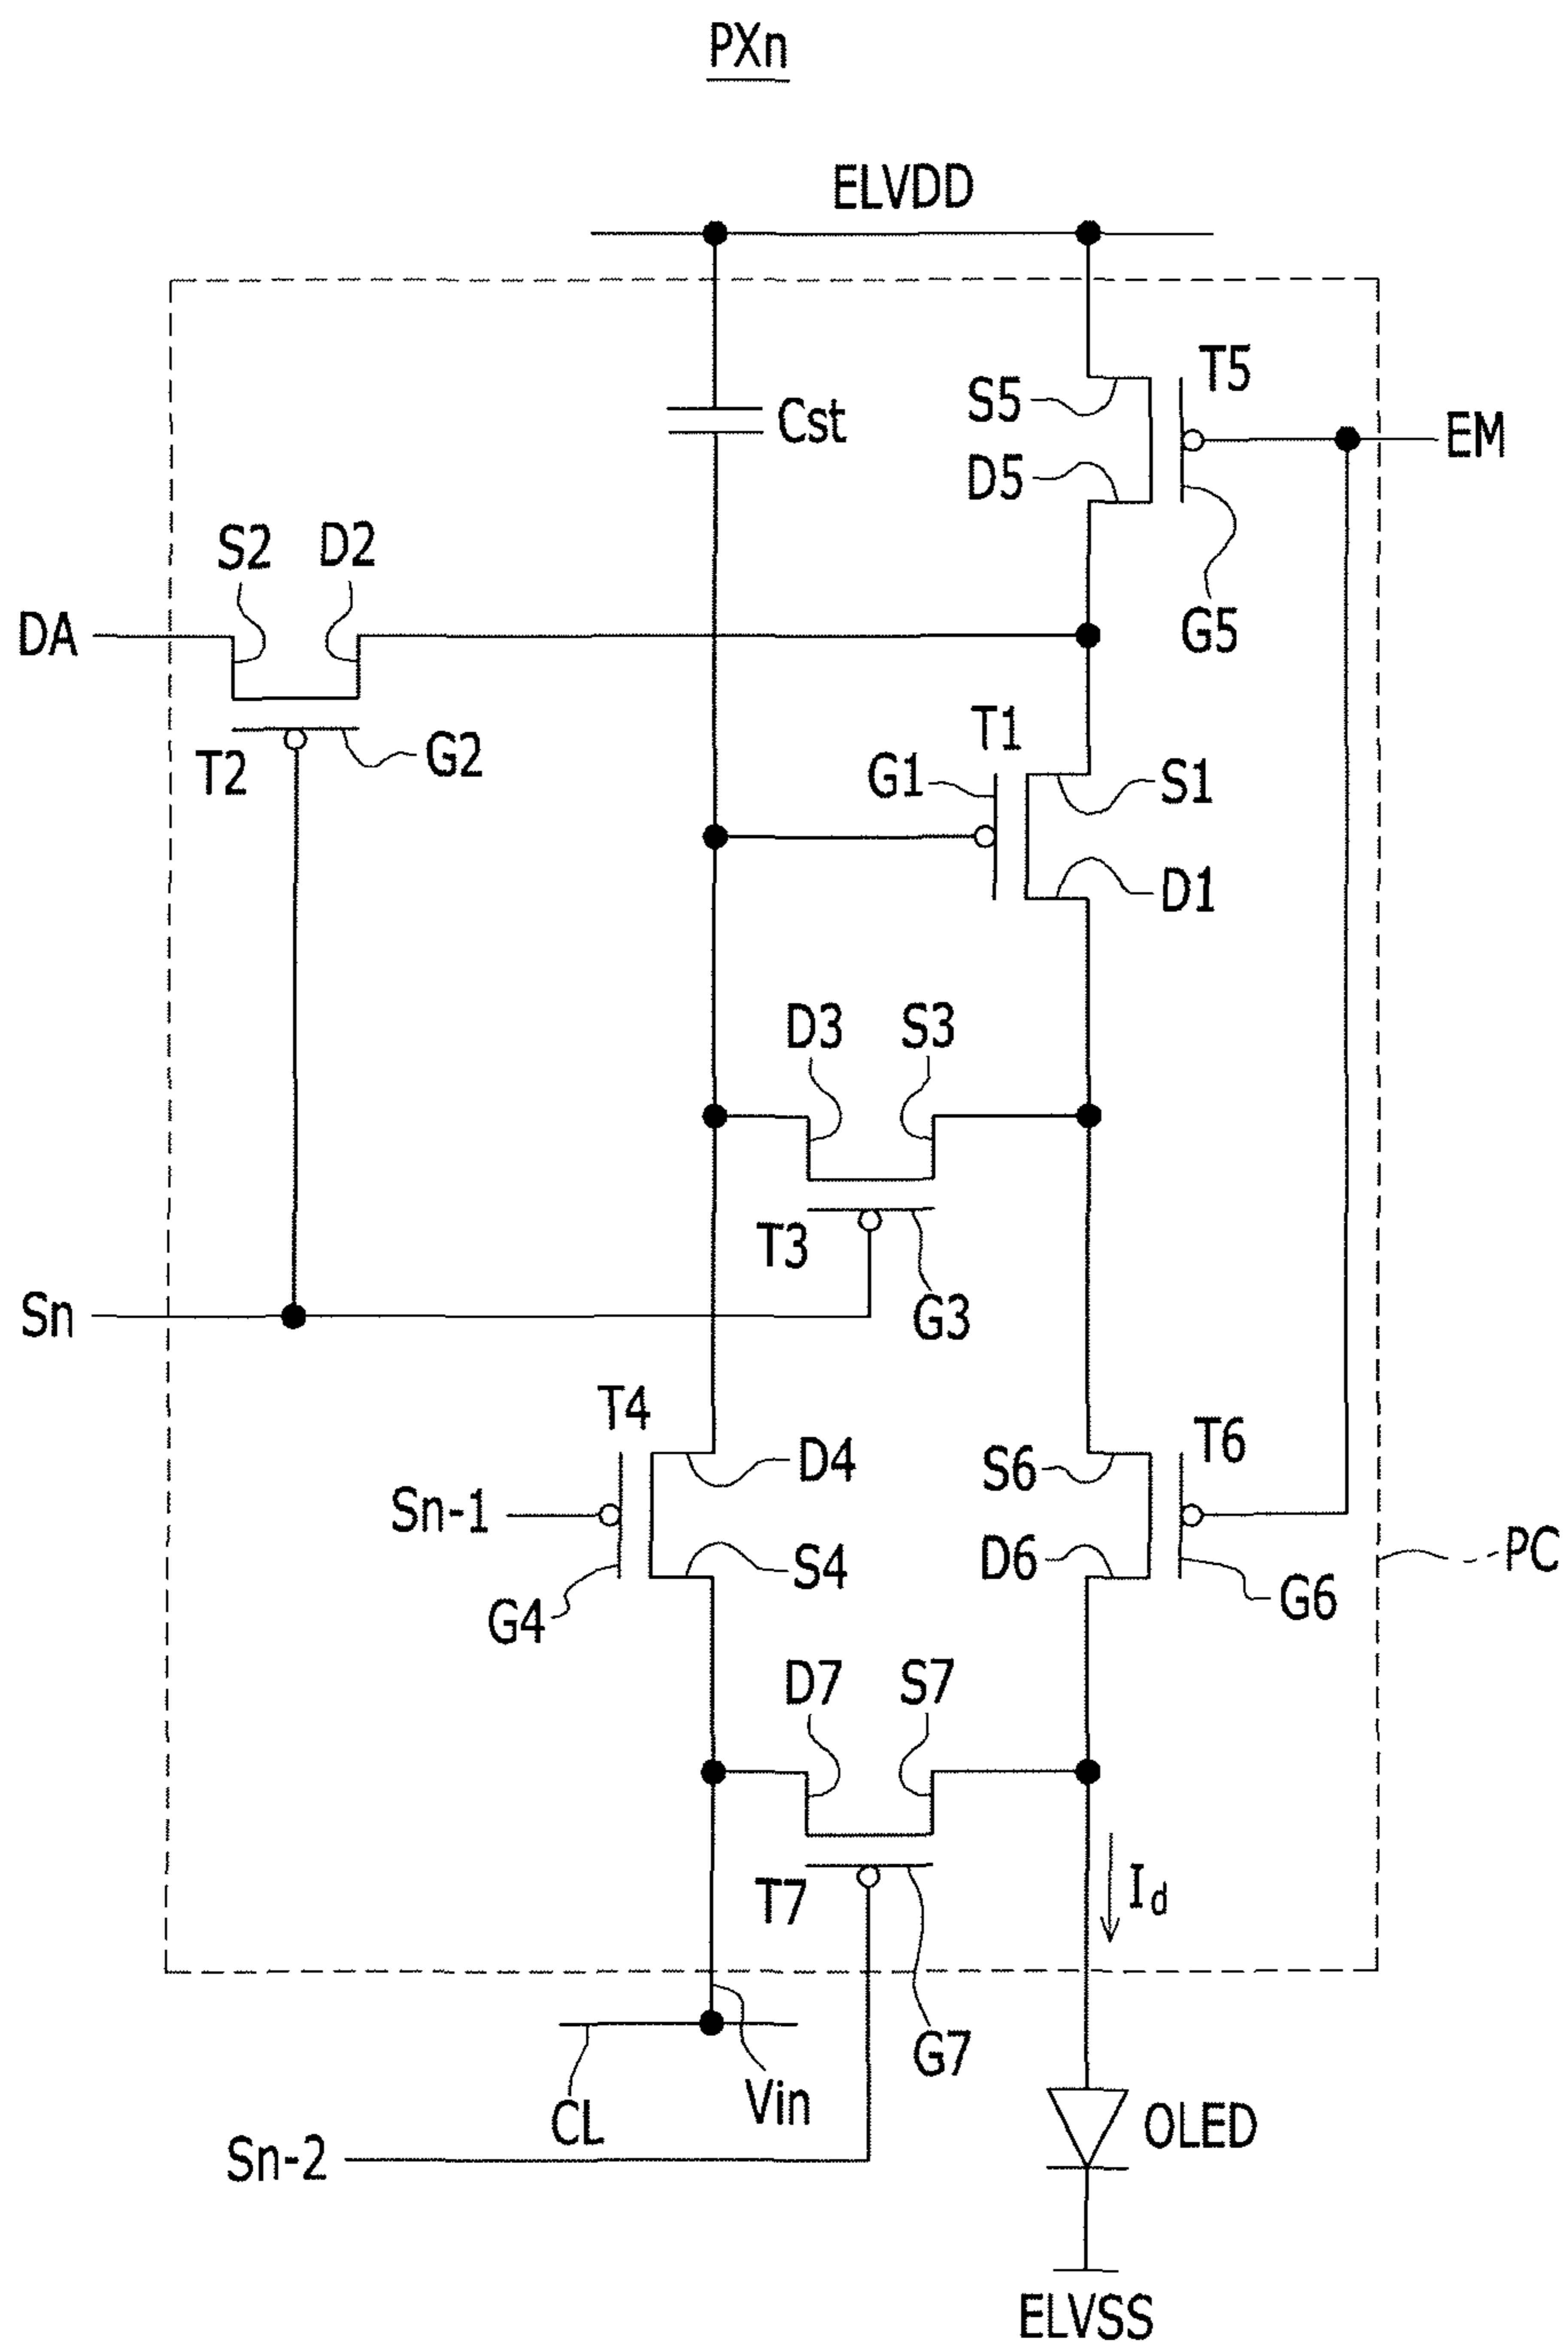 PXn
ELVDD
T5
S5
Cst
EM
D5
S2 D2
DA
G5
T1
G1 S1
T2 G2
D1
D3 S3
T3
Sn
G3
T4
T6
D4 S6
Sn-1
S4 D6 PC
G4 G6
D7 S7
T7 Id
G7
CL Vin
OLED
Sn-2
ELVSS